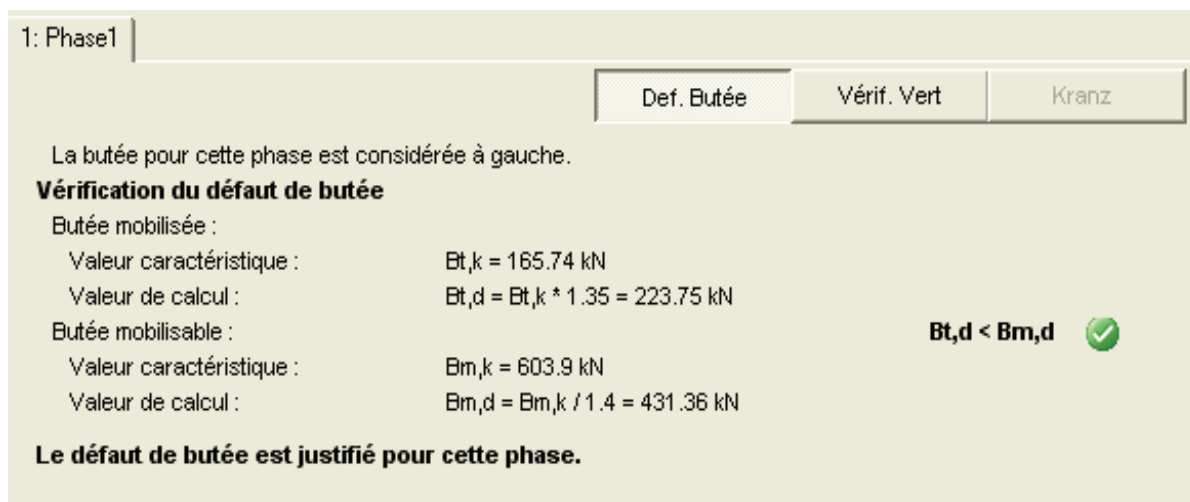 1: Phase1
Def. Butée Vérif. Vert Kranz
La butée pour cette phase est considérée à gauche.
Vérification du défaut de butée
Butée mobilisée :
Valeur caractéristique : Bt,k = 165.74 kN
Valeur de calcul : Bt,d = Bt,k * 1.35 = 223.75 kN
Butée mobilisable : Bt,d < Bm,d
Valeur caractéristique : Bm,k = 603.9 kN
Valeur de calcul : Bm,d = Bm,k / 1.4 = 431.36 kN
Le défaut de butée est justifié pour cette phase.